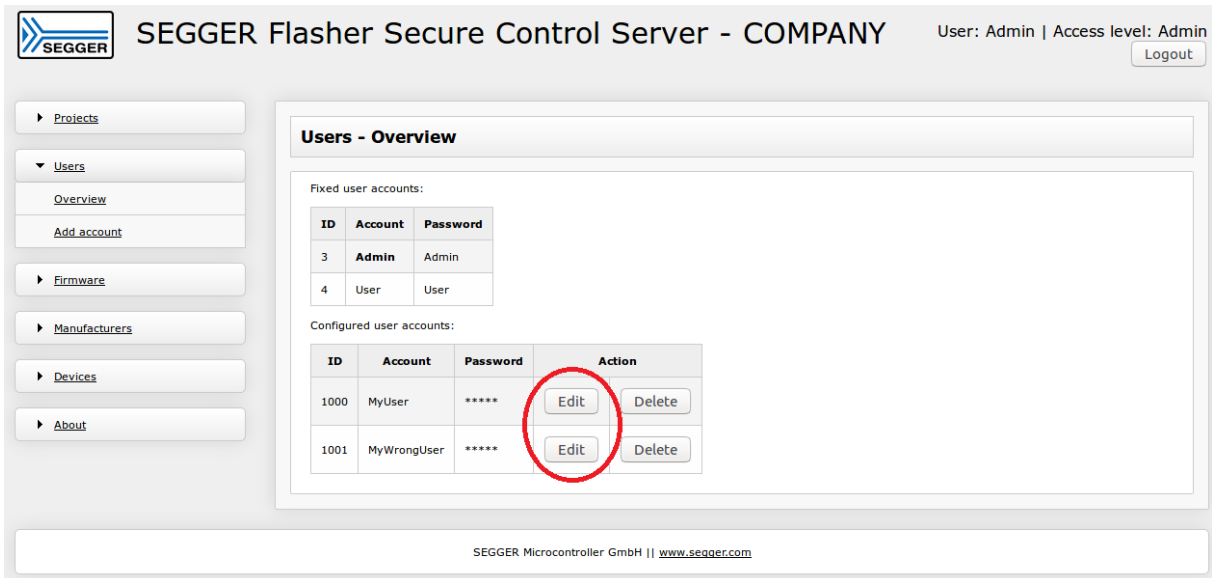 SEGGER
SEGGER Flasher Secure Control Server - COMPANY
User: Admin | Access level: Admin
Logout
Projects
Users
Overview
Add account
Firmware
Manufacturers
Devices
About
Users - Overview
Fixed user accounts:
ID Account Password
3 Admin Admin
4 User User
Configured user accounts:
ID Account Password Action
1000 MyUser ***** Edit Delete
1001 MyWrongUser ***** Edit Delete
SEGGER Microcontroller GmbH || www.segger.com